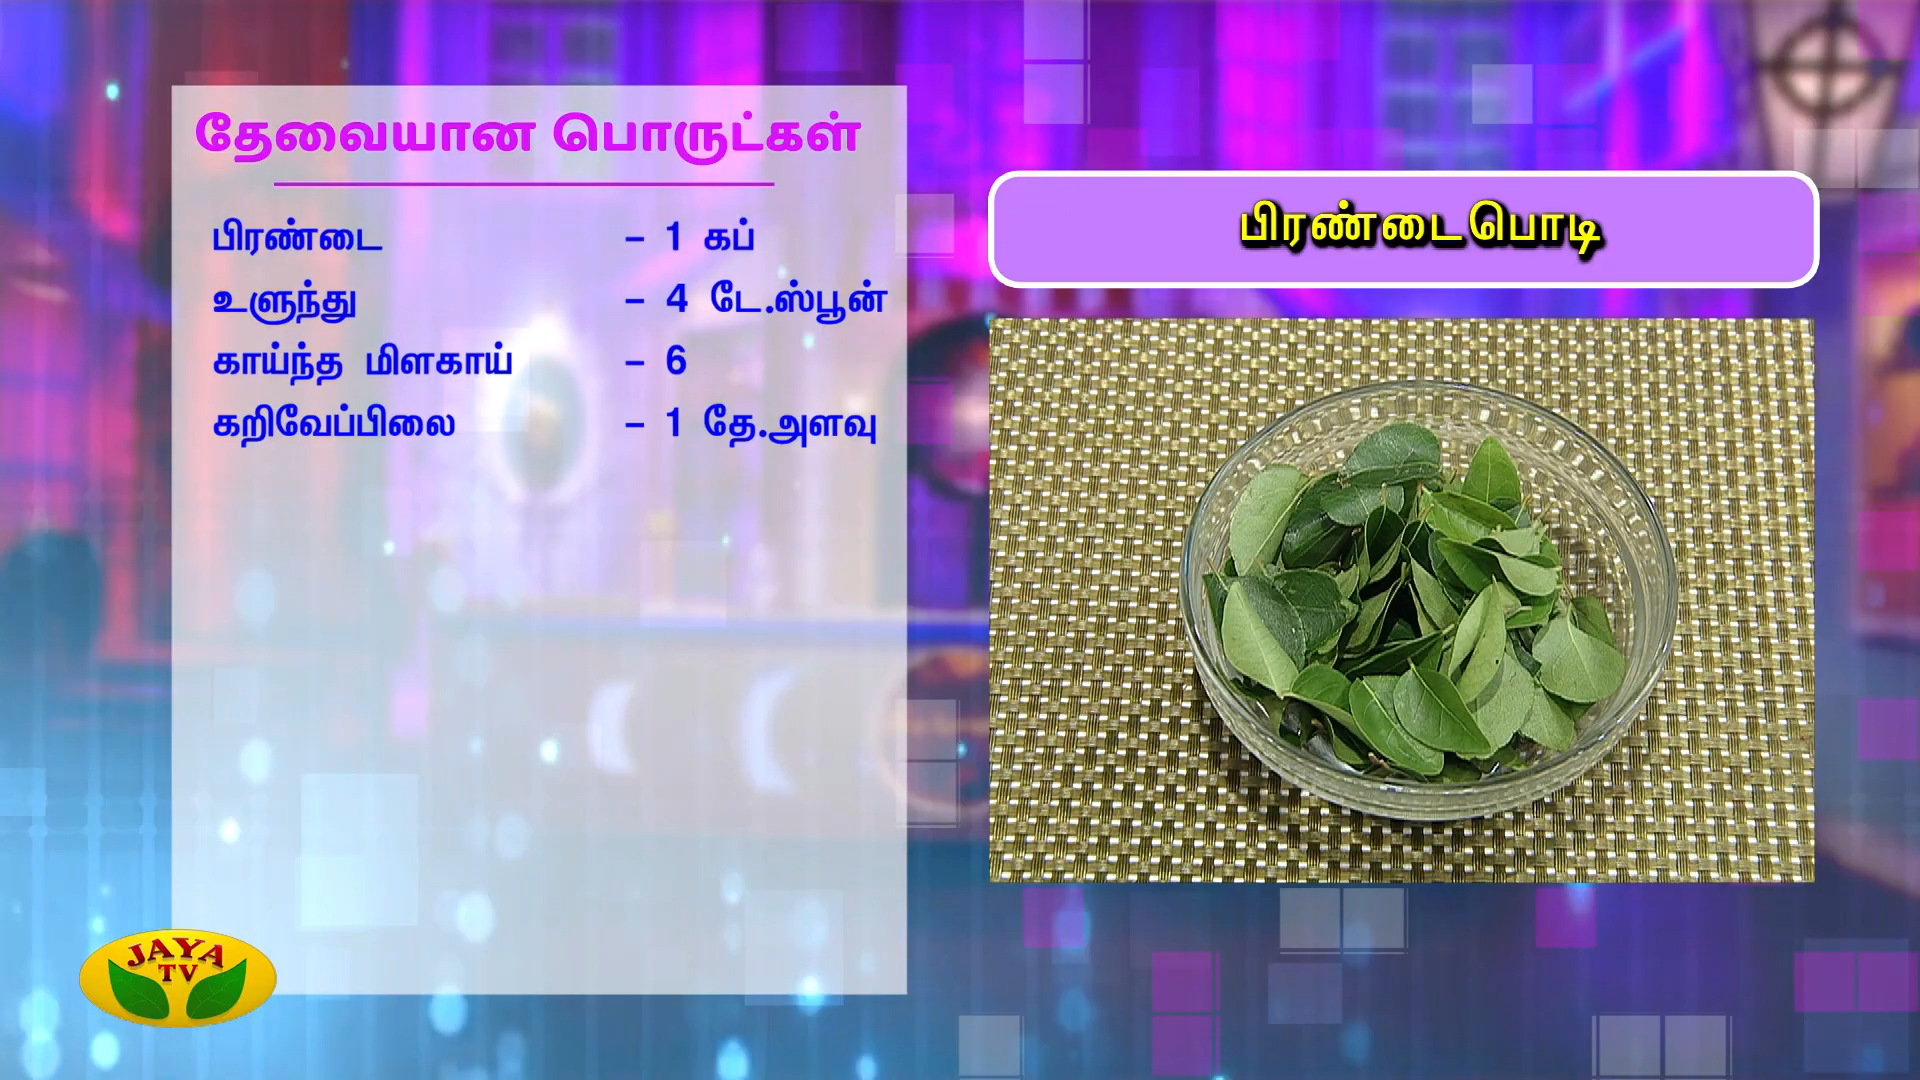 தேவையான பொருட்கள்
பிரண்டை - 1 கப்
உளுந்து - 4 டே.ஸ்பூன்
காய்ந்த மிளகாய் - 6
கறிவேப்பிலை - 1 தே.அளவு
பிரண்டைபொடி
JAYA
TV